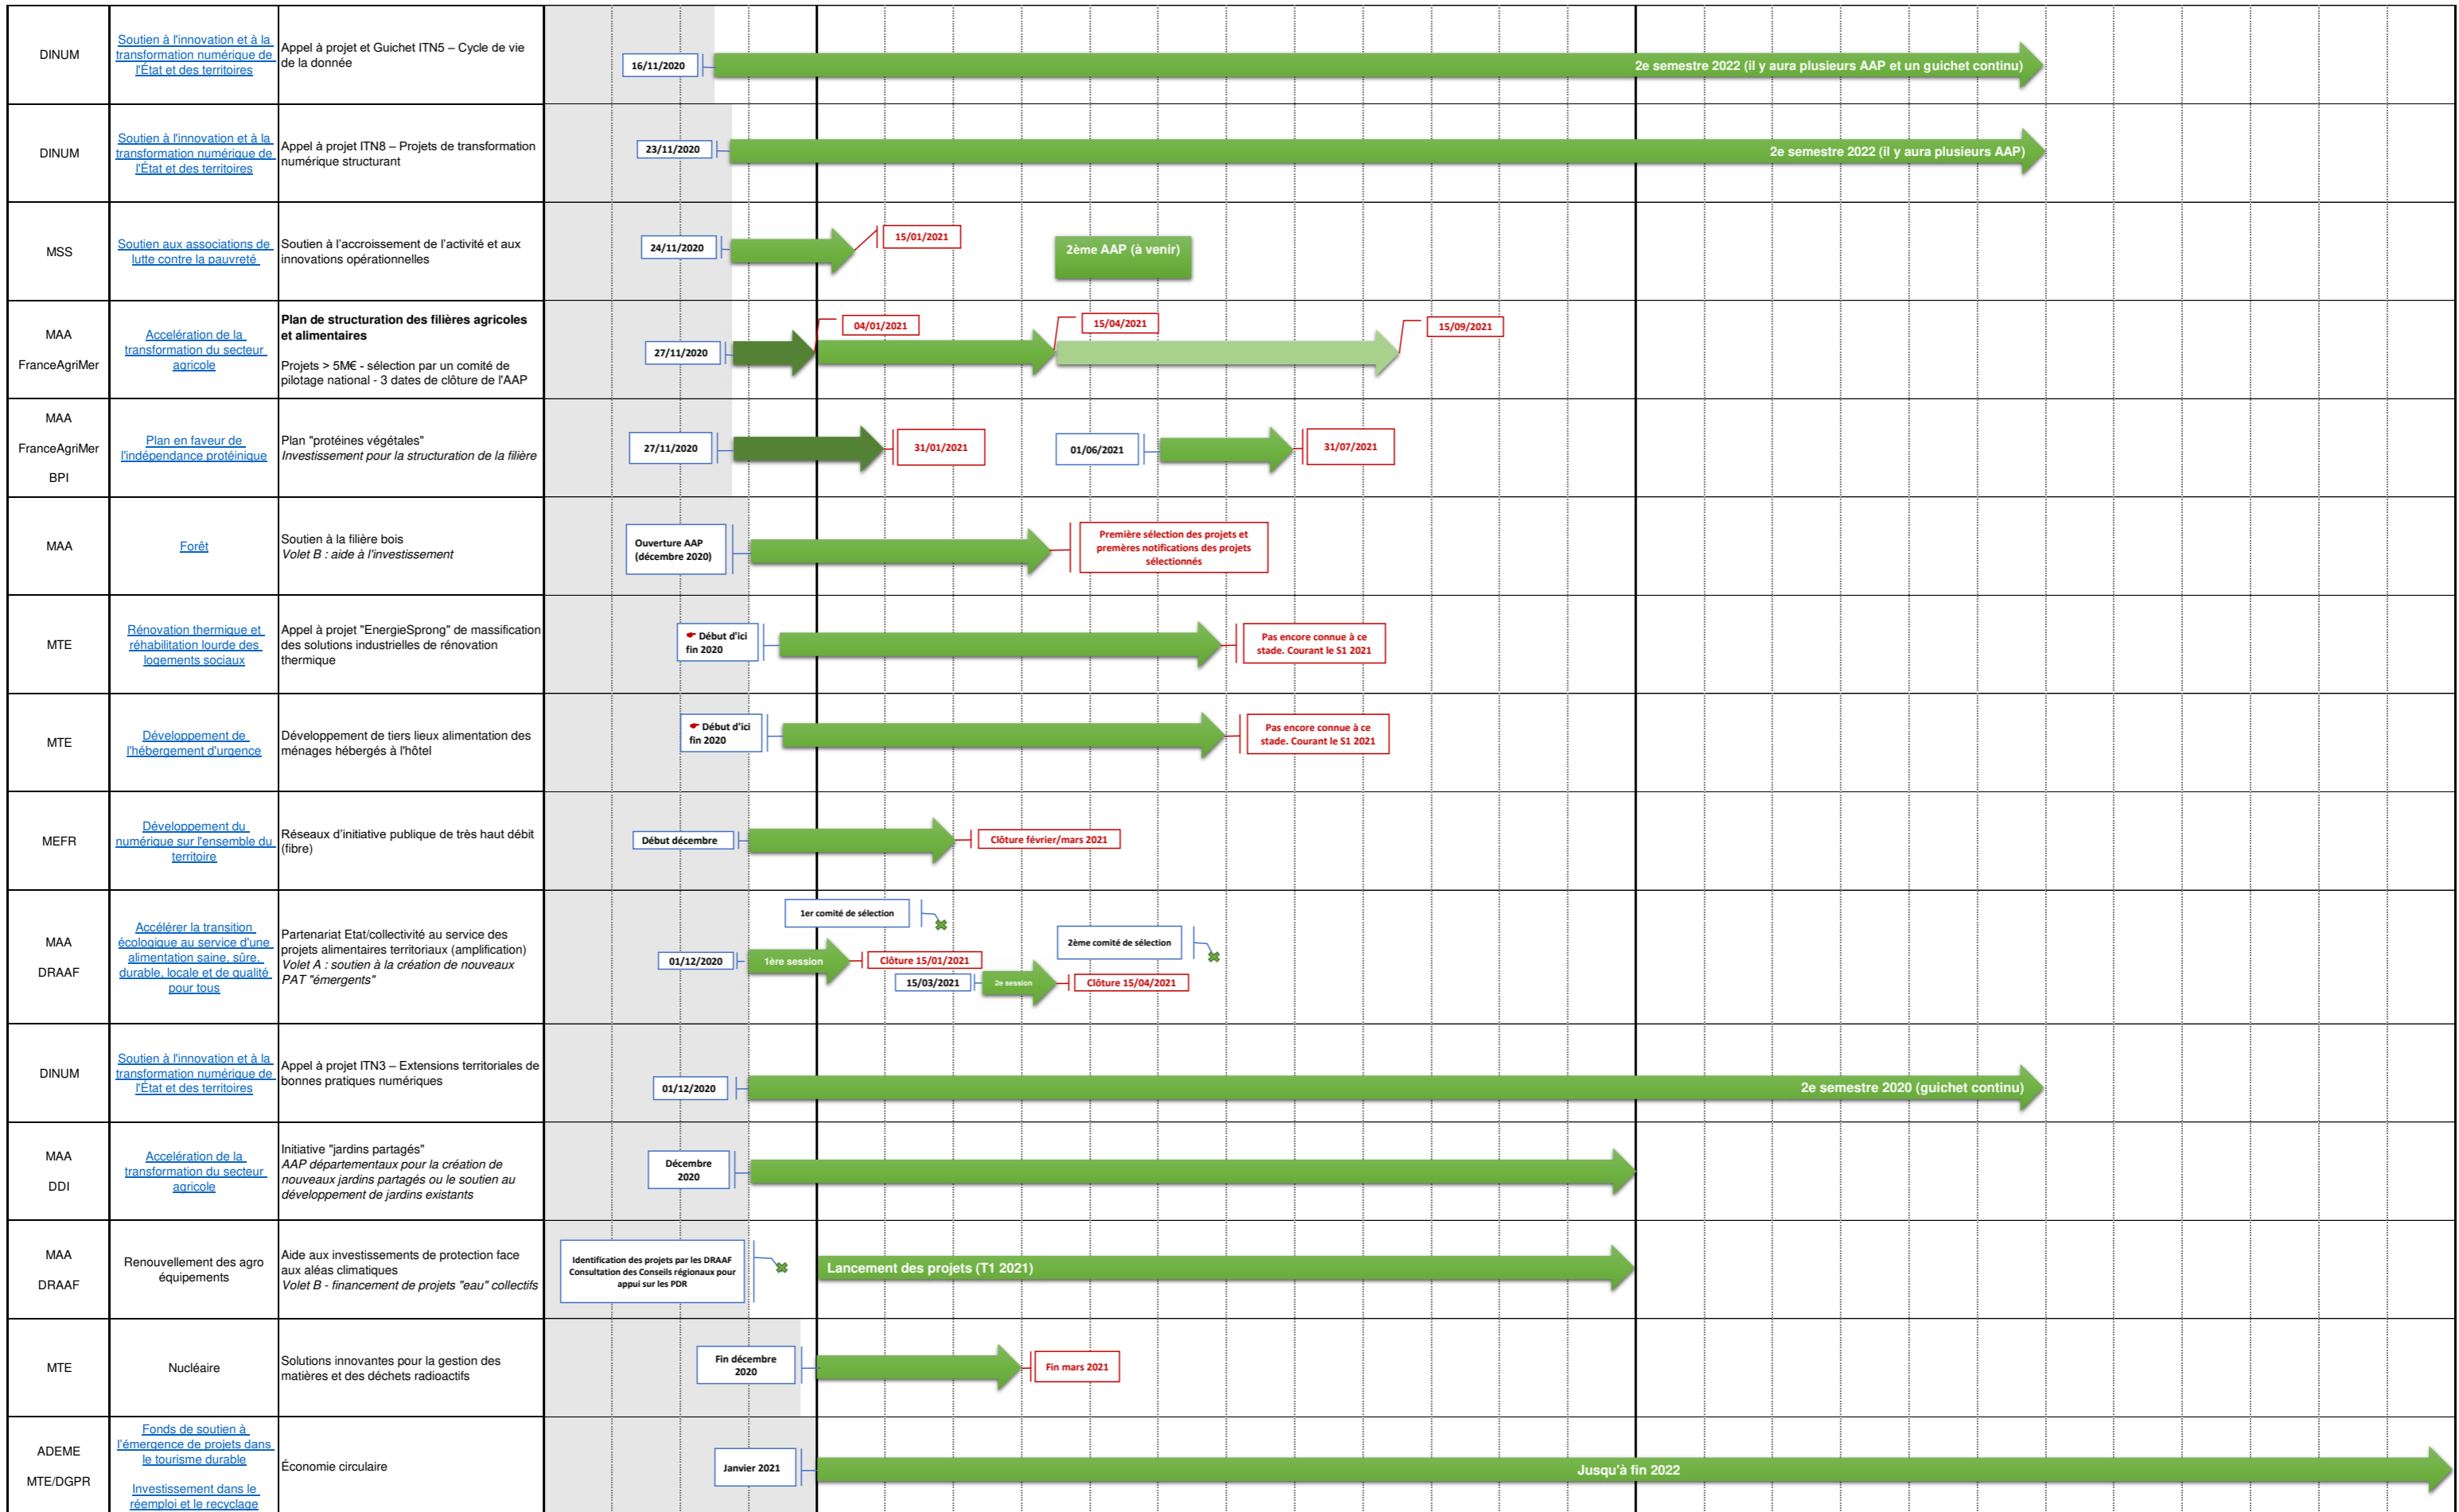 DINUM
Soutien à l'innovation et à la
transformation numérique de
l'État et des territoires
Appel à projet et Guichet ITN5 – Cycle de vie
de la donnée
16/11/2020
2e semestre 2022 (il y aura plusieurs AAP et un guichet continu)
DINUM
Soutien à l'innovation et à la
transformation numérique de
l'État et des territoires
Appel à projet ITN8 – Projets de transformation
numérique structurant
23/11/2020
2e semestre 2022 (il y aura plusieurs AAP)
MSS
Soutien aux associations de
lutte contre la pauvreté
Soutien à l'accroissement de l'activité et aux
innovations opérationnelles
24/11/2020
15/01/2021
2ème AAP (à venir)
MAA
FranceAgriMer
Accelération de la
transformation du secteur
agricole
Plan de structuration des filières agricoles
et alimentaires
Projets > 5M€ - sélection par un comité de
pilotage national - 3 dates de clôture de l'AAP
27/11/2020
04/01/2021
15/04/2021
15/09/2021
MAA
FranceAgriMer
BPI
Plan en faveur de
l'indépendance protéinique
Plan "protéines végétales"
Investissement pour la structuration de la filière
27/11/2020
31/01/2021
01/06/2021
31/07/2021
MAA
Forêt
Soutien à la filière bois
Volet B : aide à l'investissement
Ouverture AAP
(décembre 2020)
Première sélection des projets et
premères notifications des projets
sélectionnés
MTE
Rénovation thermique et
réhabilitation lourde des
logements sociaux
Appel à projet "EnergieSprong" de massification
des solutions industrielles de rénovation
thermique
Début d'ici
fin 2020
Pas encore connue à ce
stade. Courant le S1 2021
MTE
Développement de
l'hébergement d'urgence
Développement de tiers lieux alimentation des
ménages hébergés à l'hôtel
Début d'ici
fin 2020
Pas encore connue à ce
stade. Courant le S1 2021
MEFR
Développement du
numérique sur l'ensemble du
territoire
Réseaux d'initiative publique de très haut débit
(fibre)
Début décembre
Clôture février/mars 2021
MAA
DRAAF
Accélérer la transition
écologique au service d'une
alimentation saine, sûre,
durable, locale et de qualité
pour tous
Partenariat Etat/collectivité au service des
projets alimentaires territoriaux (amplification)
Volet A : soutien à la création de nouveaux
PAT "émergents"
1er comité de sélection
2ème comité de sélection
01/12/2020
1ère session
Clôture 15/01/2021
15/03/2021
2e session
Clôture 15/04/2021
DINUM
Soutien à l'innovation et à la
transformation numérique de
l'État et des territoires
Appel à projet ITN3 – Extensions territoriales de
bonnes pratiques numériques
01/12/2020
2e semestre 2020 (guichet continu)
MAA
DDI
Accelération de la
transformation du secteur
agricole
Initiative "jardins partagés"
AAP départementaux pour la création de
nouveaux jardins partagés ou le soutien au
développement de jardins existants
Décembre
2020
MAA
DRAAF
Renouvellement des agro
équipements
Aide aux investissements de protection face
aux aléas climatiques
Volet B - financement de projets "eau" collectifs
Identification des projets par les DRAAF
Consultation des Conseils régionaux pour
appui sur les PDR
Lancement des projets (T1 2021)
MTE
Nucléaire
Solutions innovantes pour la gestion des
matières et des déchets radioactifs
Fin décembre
2020
Fin mars 2021
ADEME
MTE/DGPR
Fonds de soutien à
l'émergence de projets dans
le tourisme durable
Investissement dans le
réemploi et le recyclage
Économie circulaire
Janvier 2021
Jusqu'à fin 2022